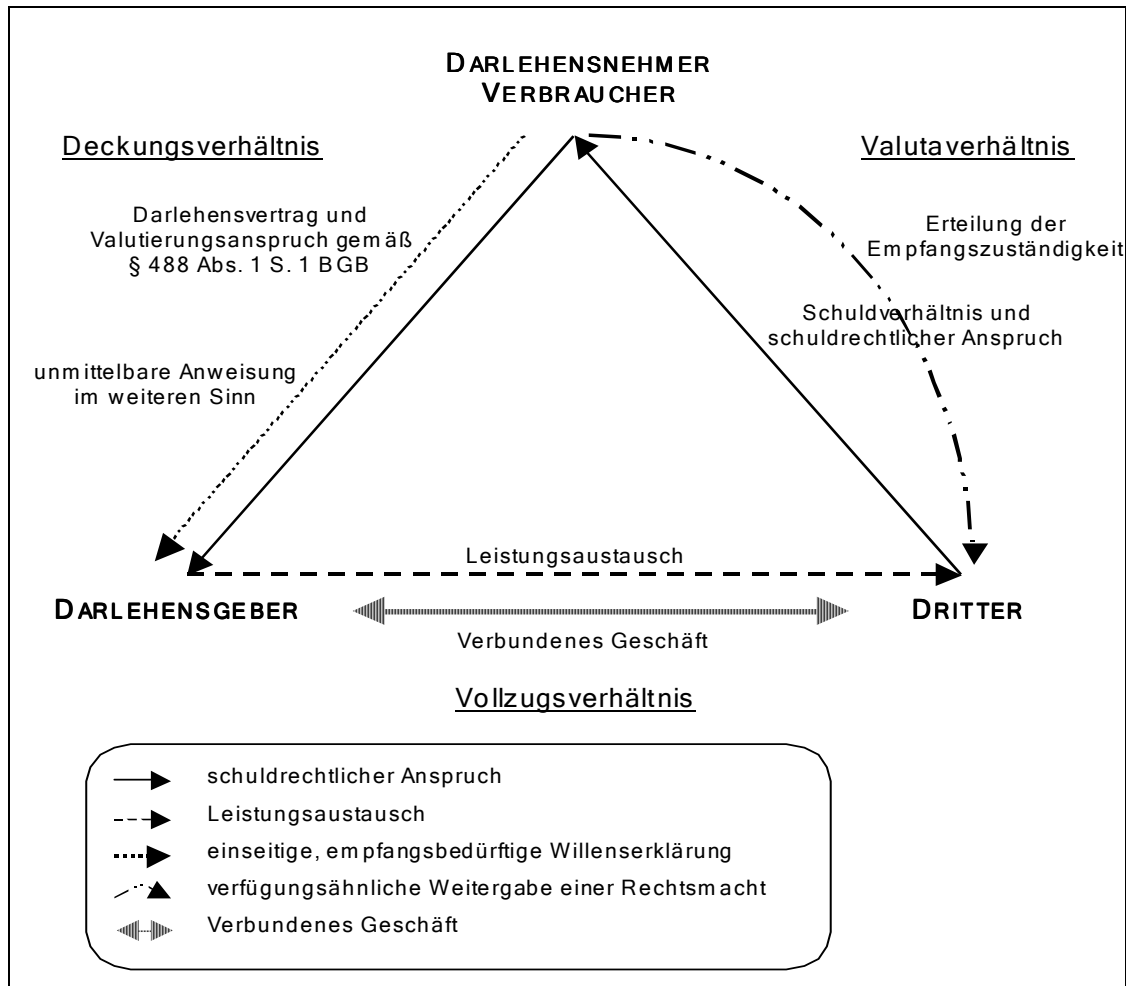 DARLEHENSNEHMER
VERBRAUCHER
Deckungsverhältnis
Valutaverhältnis
Darlehensvertrag und
Valutierungsanspruch gemäß
§ 488 Abs. 1 S. 1 BGB
Erteilung der
Empfangszuständigkeit
Schuldverhältnis und
schuldrechtlicher Anspruch
unmittelbare Anweisung
im weiteren Sinn
Leistungsaustausch
DARLEHENSGEBER
DRITTER
Verbundenes Geschäft
Vollzugsverhältnis
schuldrechtlicher Anspruch
Leistungsaustausch
einseitige, empfangsbedürftige Willenserklärung
verfügungsähnliche Weitergabe einer Rechtsmacht
Verbundenes Geschäft